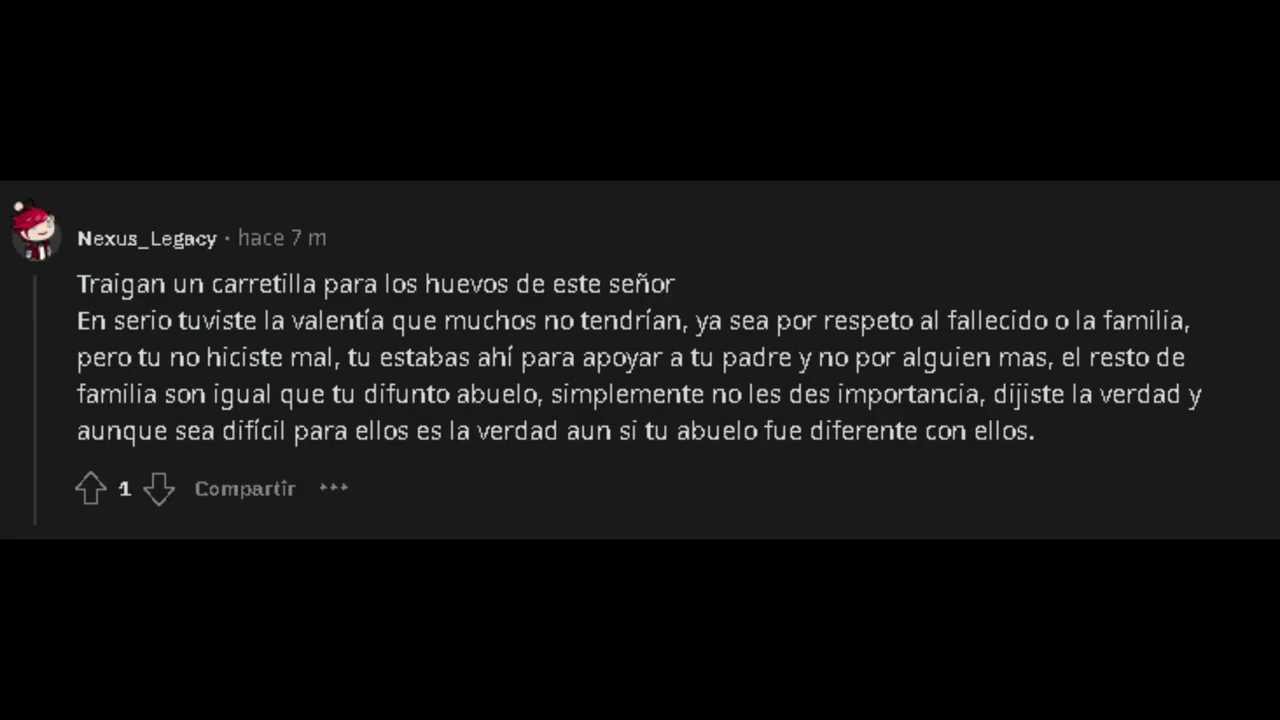 Nexus_Legacy · hace 7 m
Traigan un carretilla para los huevos de este señor
En serio tuviste la valentía que muchos no tendrían, ya sea por respeto al fallecido o la familia,
pero tu no hiciste mal, tu estabas ahí para apoyar a tu padre y no por alguien mas, el resto de
familia son igual que tu difunto abuelo, simplemente no les des importancia, dijiste la verdad y
aunque sea difícil para ellos es la verdad aun si tu abuelo fue diferente con ellos.
1 Compartir ···